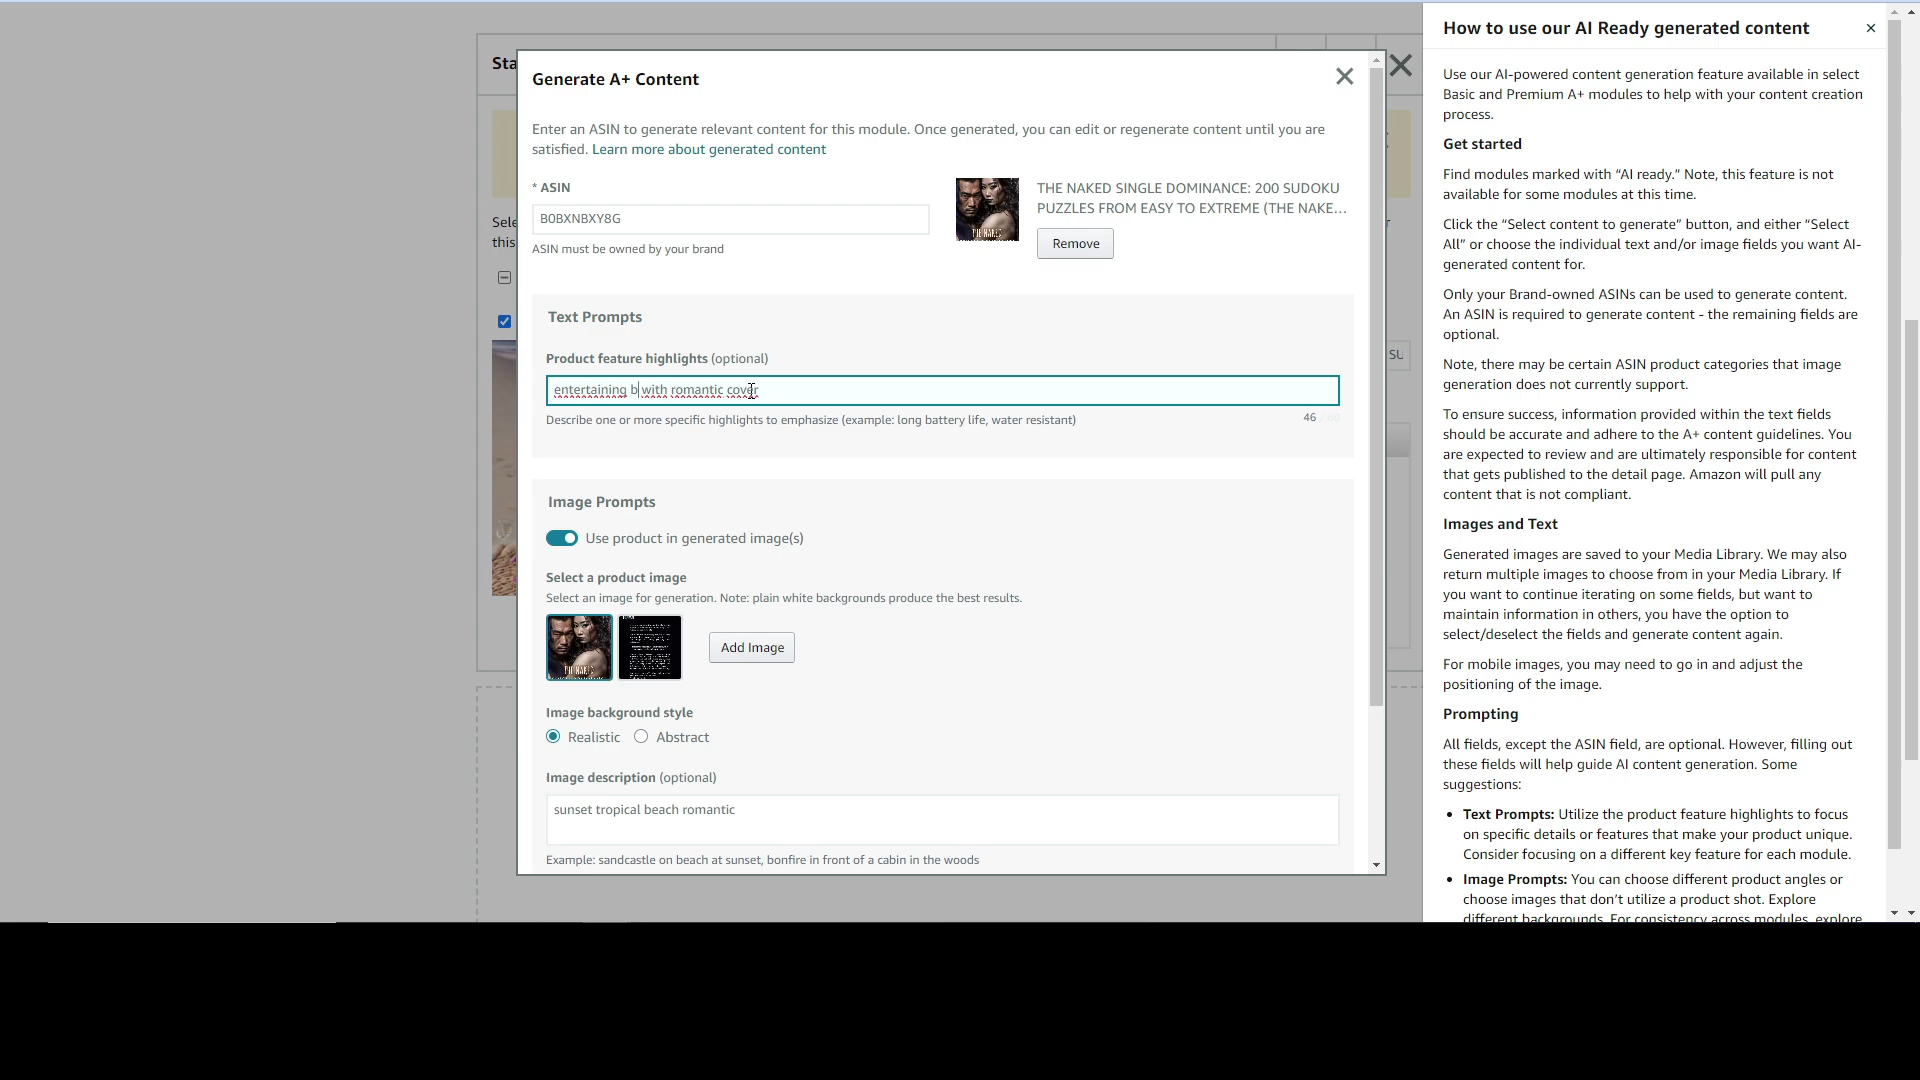 Sta
Generate A+ Content
Enter an ASIN to generate relevant content for this module. Once generated, you can edit or regenerate content until you are
satisfied. Learn more about generated content
* ASIN
B0BXNBXY8G
ASIN must be owned by your brand
THE NAKED SINGLE DOMINANCE: 200 SUDOKU
PUZZLES FROM EASY TO EXTREME (THE NAKE...
Remove
Sele
this
Text Prompts
Product feature highlights (optional)
entertaining b with romantic cover
Describe one or more specific highlights to emphasize (example: long battery life, water resistant)
46
SU
Image Prompts
Use product in generated image(s)
Select a product image
Select an image for generation. Note: plain white backgrounds produce the best results.
Add Image
Image background style
Realistic
Abstract
Image description (optional)
sunset tropical beach romantic
Example: sandcastle on beach at sunset, bonfire in front of a cabin in the woods
How to use our AI Ready generated content
Use our AI-powered content generation feature available in select
Basic and Premium A+ modules to help with your content creation
process.
Get started
Find modules marked with “AI ready.” Note, this feature is not
available for some modules at this time.
Click the “Select content to generate” button, and either “Select
All” or choose the individual text and/or image fields you want AI-
generated content for.
Only your Brand-owned ASINs can be used to generate content.
An ASIN is required to generate content - the remaining fields are
optional.
Note, there may be certain ASIN product categories that image
generation does not currently support.
To ensure success, information provided within the text fields
should be accurate and adhere to the A+ content guidelines. You
are expected to review and are ultimately responsible for content
that gets published to the detail page. Amazon will pull any
content that is not compliant.
Images and Text
Generated images are saved to your Media Library. We may also
return multiple images to choose from in your Media Library. If
you want to continue iterating on some fields, but want to
maintain information in others, you have the option to
select/deselect the fields and generate content again.
For mobile images, you may need to go in and adjust the
positioning of the image.
Prompting
All fields, except the ASIN field, are optional. However, filling out
these fields will help guide AI content generation. Some
suggestions:
• Text Prompts: Utilize the product feature highlights to focus
on specific details or features that make your product unique.
Consider focusing on a different key feature for each module.
• Image Prompts: You can choose different product angles or
choose images that don’t utilize a product shot. Explore
different backgrounds. For consistency across modules, explore